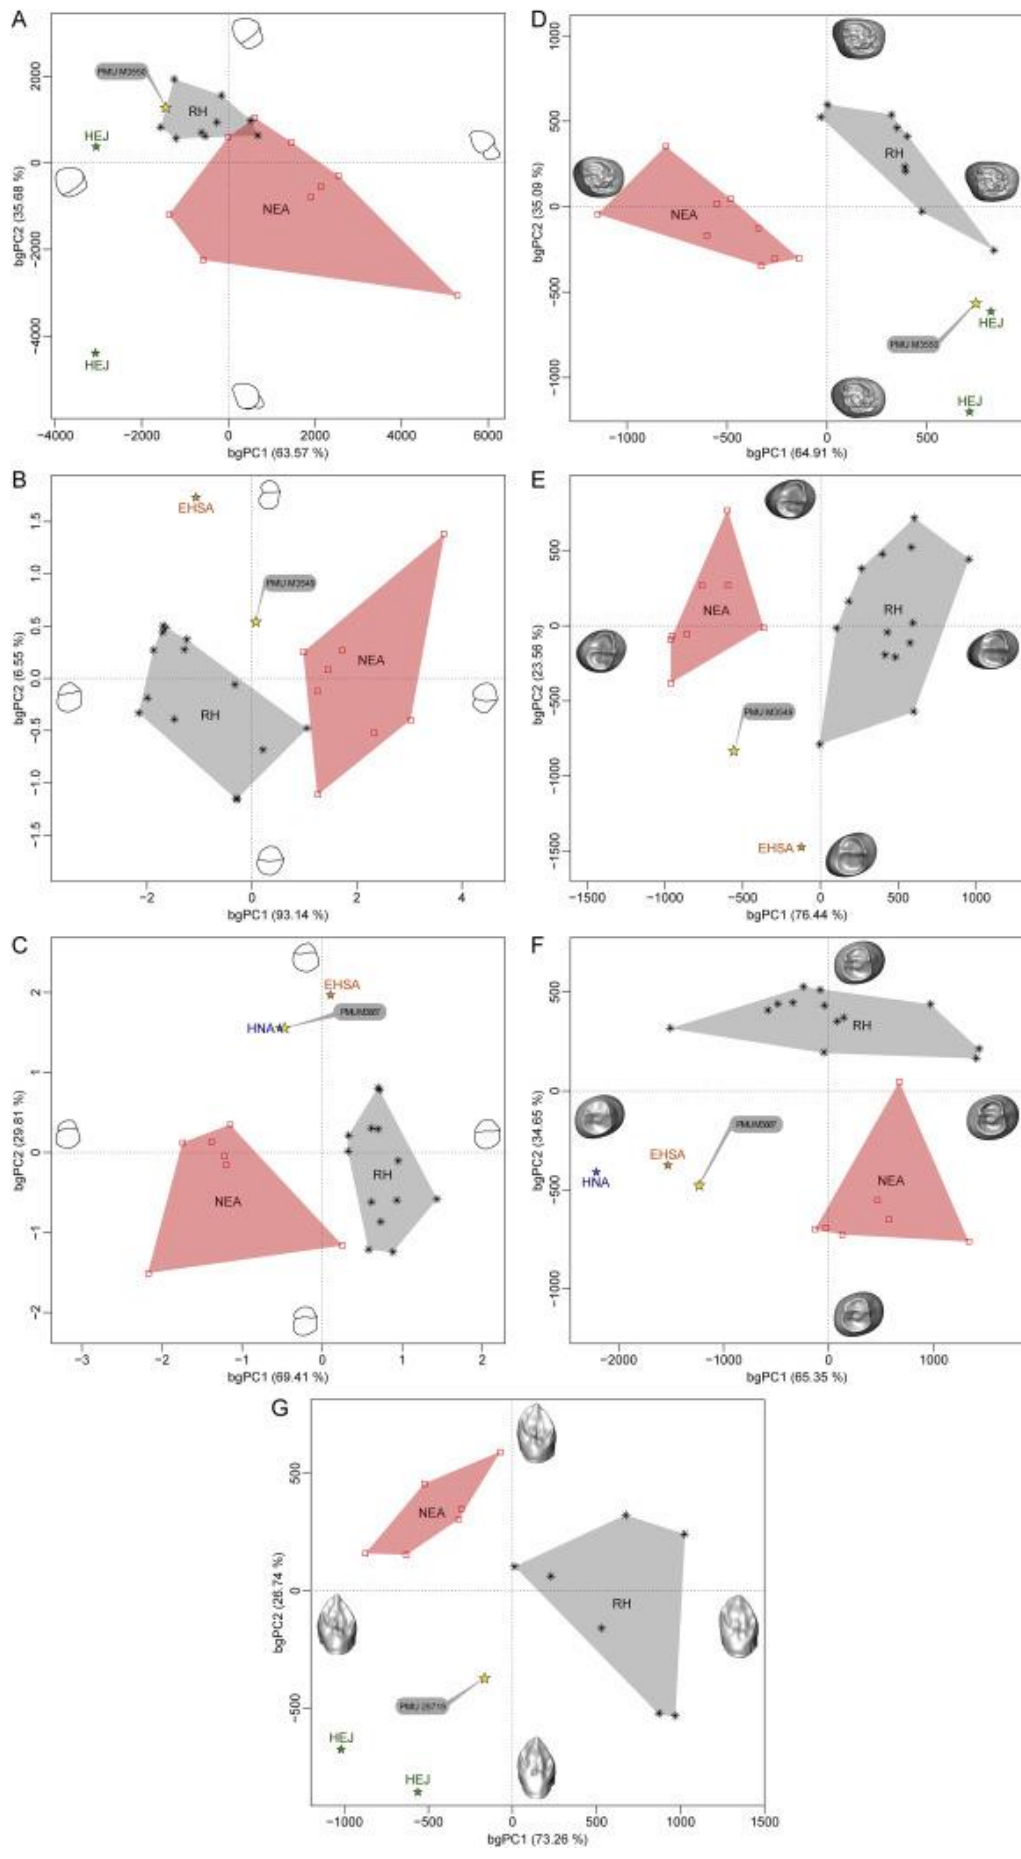 A
2000
0
−2000
−4000
bgPC2 (35.68 %)
PMU M3550
RH
HEJ
NEA
HEJ
−4000 −2000 0 2000 4000 6000
bgPC1 (63.57 %)
D
1000
500
0
−500
−1000
bgPC2 (35.09 %)
RH
NEA
HEJ
PMU M3550
HEJ
−1000 −500 0 500
bgPC1 (64.91 %)
B
1.5
1.0
0.5
0.0
−0.5
−1.0
−1.5
bgPC2 (6.55 %)
EHSA
PMU M3549
NEA
RH
−2 0 2 4
bgPC1 (93.14 %)
E
500
0
−500
−1000
−1500
bgPC2 (23.56 %)
NEA
RH
PMU M3549
EHSA
−1500 −1000 −500 0 500 1000
bgPC1 (76.44 %)
C
2
1
0
−1
−2
bgPC2 (29.81 %)
EHSA
HNA
RH
NEA
−3 −2 −1 0 1 2
bgPC1 (69.41 %)
F
500
0
−500
−1000
bgPC2 (34.65 %)
RH
EHSA
HNA
NEA
−2000 −1000 0 1000
bgPC1 (65.35 %)
G
500
0
−500
bgPC2 (26.74 %)
NEA
RH
HEJ
HEJ
−1000 −500 0 500 1000 1500
bgPC1 (73.26 %)